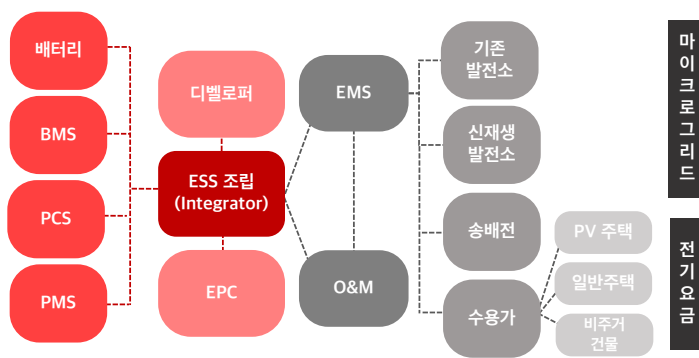 배터리
BMS
PCS
PMS
디벨로퍼
ESS 조립
(Integrator)
EPC
EMS
O&M
기존
발전소
신재생
발전소
송배전
수용가
PV 주택
일반주택
비주거
건물
마이크로그리드
전기요금